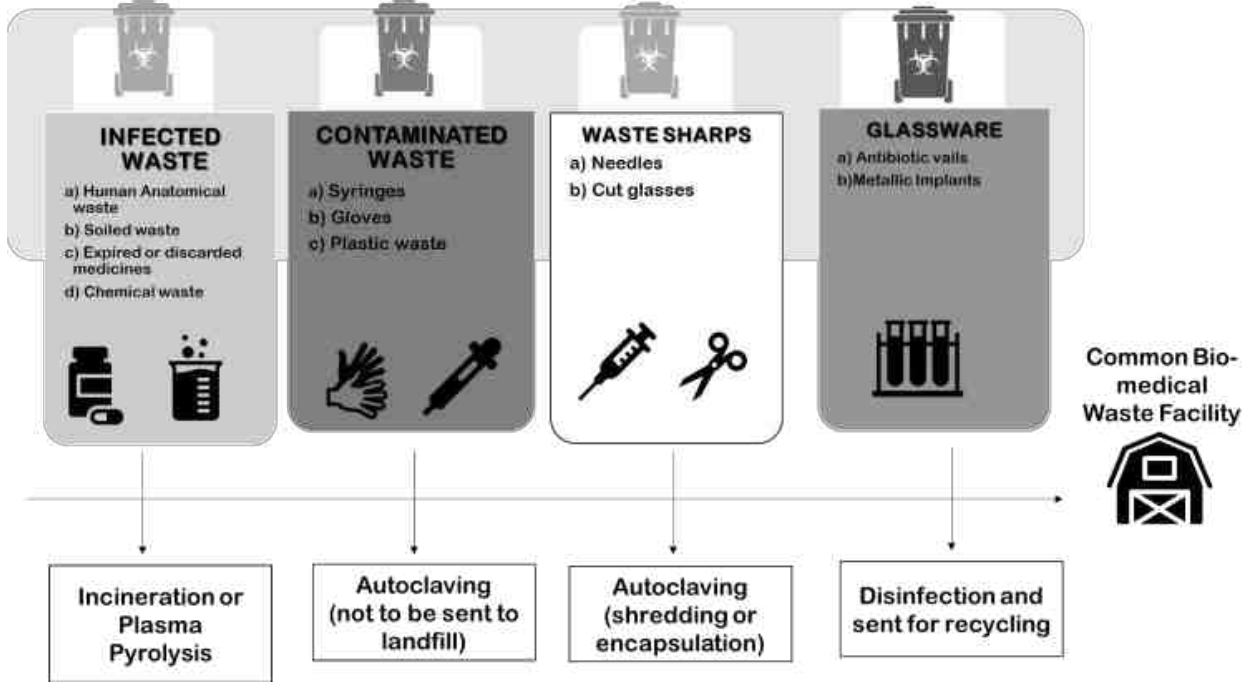 INFECTED
WASTE
a) Human Anatomical
waste
b) Soiled waste
c) Expired or discarded
medicines
d) Chemical waste
CONTAMINATED
WASTE
a) Syringes
b) Gloves
c) Plastic waste
WASTE SHARPS
a) Needles
b) Cut glasses
GLASSWARE
a) Antibiotic vails
b)Metallic Implants
Common Bio-
medical
Waste Facility
Incineration or
Plasma
Pyrolysis
Autoclaving
(not to be sent to
landfill)
Autoclaving
(shredding or
encapsulation)
Disinfection and
sent for recycling